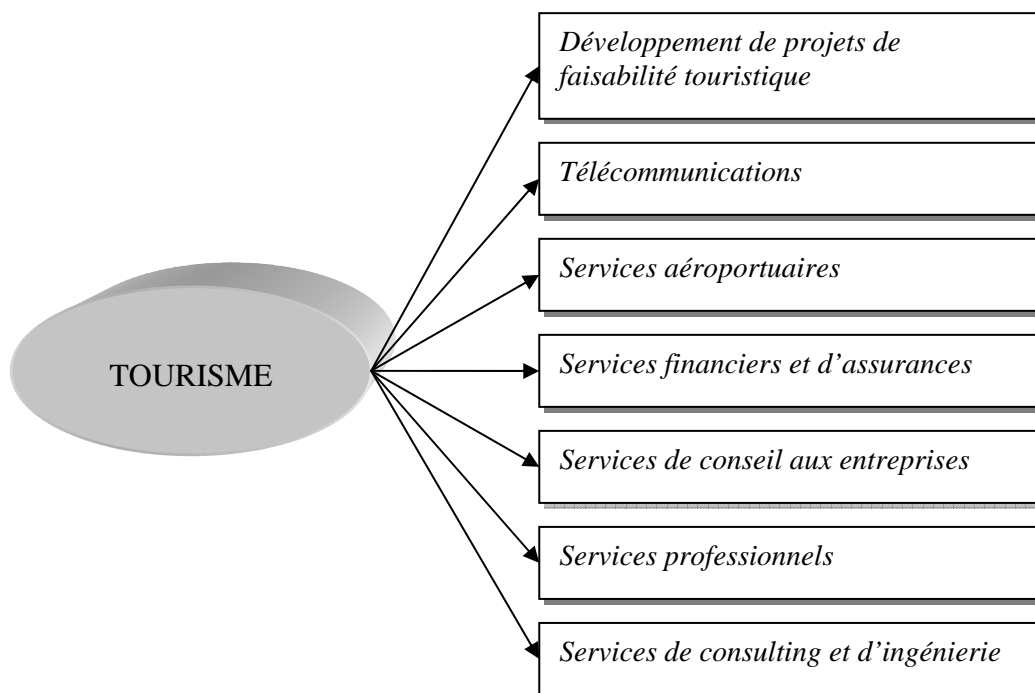 Développement de projets de
faisabilité touristique
Télécommunications
Services aéroportuaires
Services financiers et d’assurances
TOURISME
Services de conseil aux entreprises
Services professionnels
Services de consulting et d’ingénierie